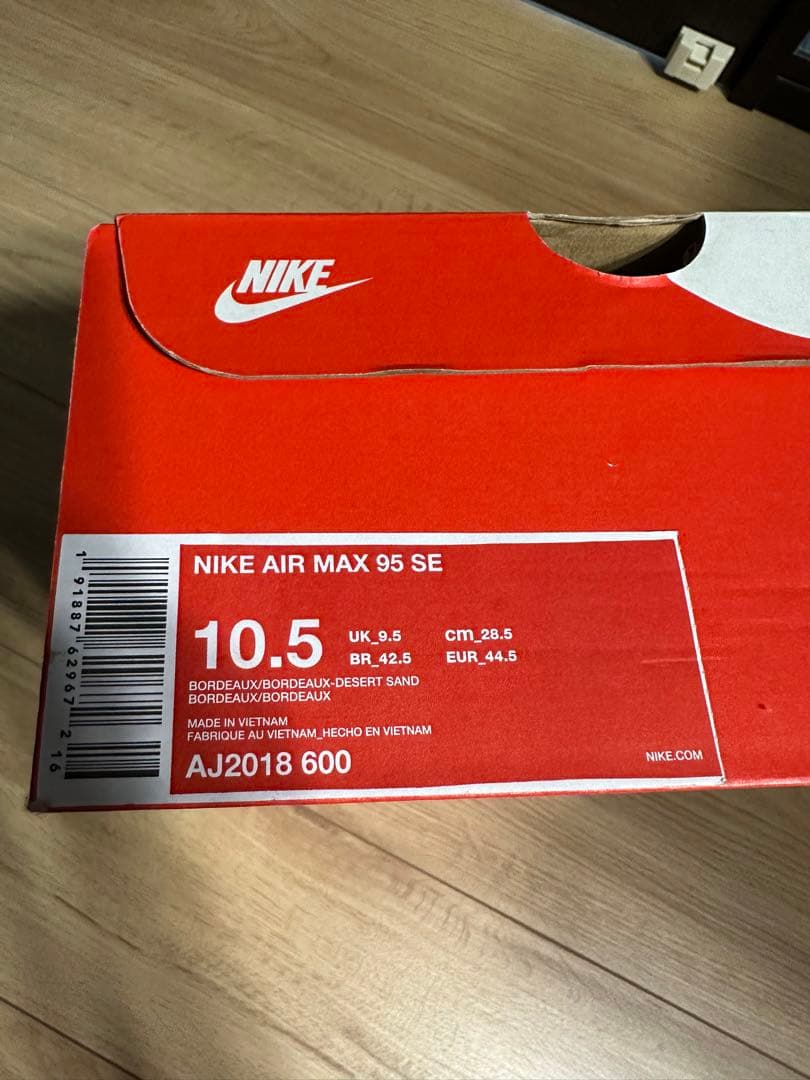 NIKE
NIKE AIR MAX 95 SE
10.5
UK_9.5 cm_28.5
BR_42.5 EUR_44.5
BORDEAUX/BORDEAUX-DESERT SAND
BORDEAUX/BORDEAUX
MADE IN VIETNAM
FABRIQUE AU VIETNAM_HECHO EN VIETNAM
AJ2018 600
NIKE.COM
1 91887 62967 2 16